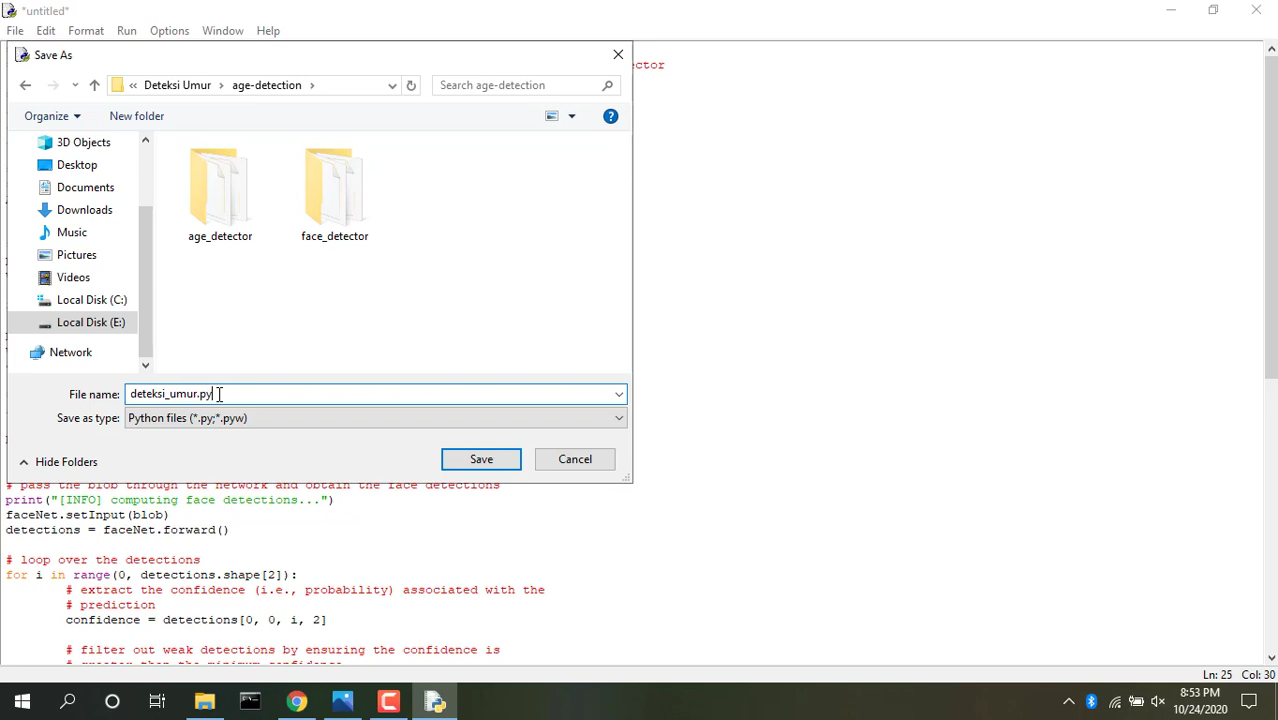 *untitled*
File Edit Format Run Options Window Help
Save As
« Deteksi Umur > age-detection >
Search age-detection
Organize
New folder
3D Objects
Desktop
Documents
Downloads
Music
Pictures
Videos
Local Disk (C:)
Local Disk (E:)
Network
age_detector
face_detector
File name: deteksi_umur.py
Save as type: Python files (*.py;*.pyw)
Hide Folders
Save
Cancel
# pass the blob through the network and obtain the face detections
print("[INFO] computing face detections...")
faceNet.setInput(blob)
detections = faceNet.forward()
# loop over the detections
for i in range(0, detections.shape[2]):
# extract the confidence (i.e., probability) associated with the
# prediction
confidence = detections[0, 0, i, 2]
# filter out weak detections by ensuring the confidence is
Ln: 25 Col: 30
8:53 PM
10/24/2020